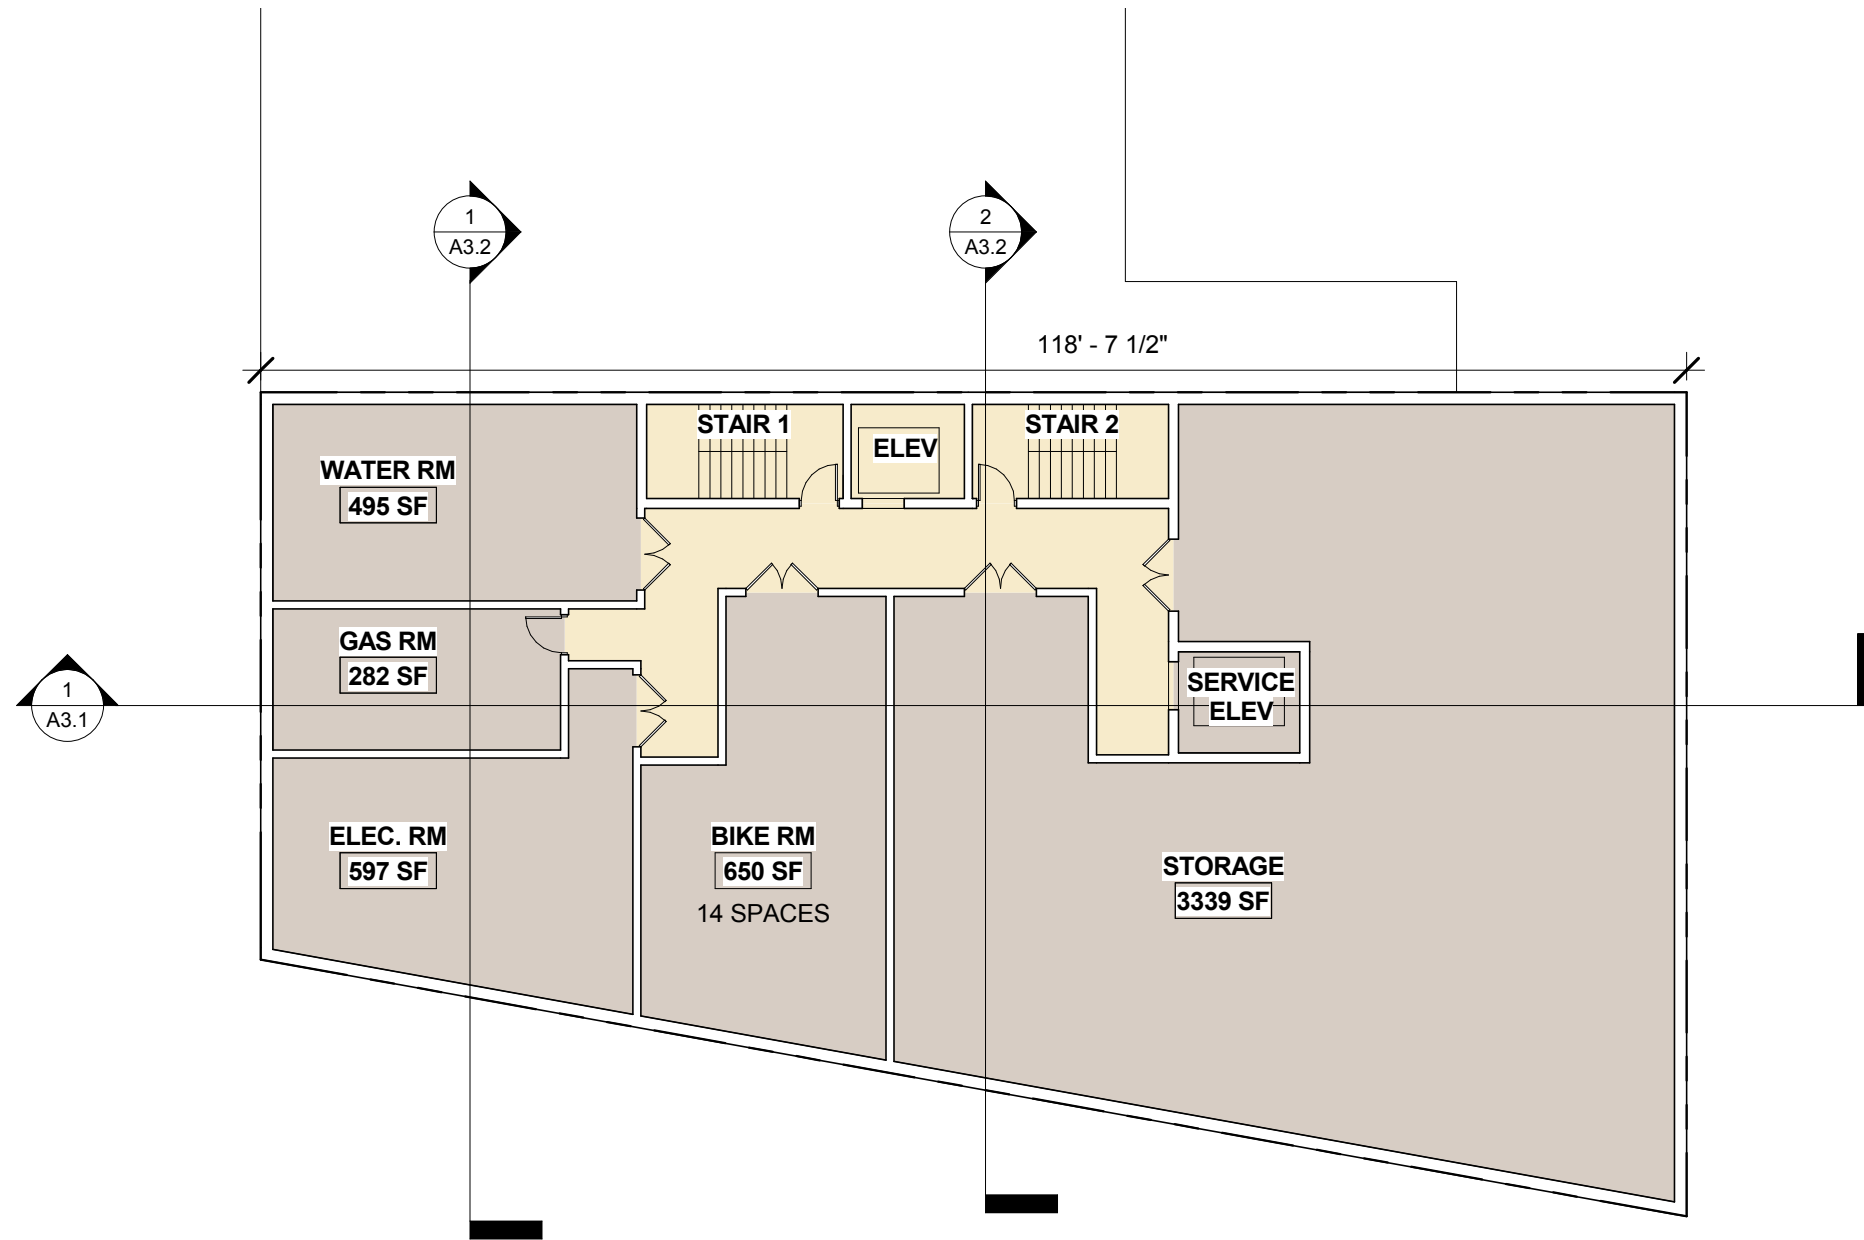 1
A3.2
2
A3.2
118' - 7 1/2"
STAIR 1
ELEV
STAIR 2
WATER RM
495 SF
GAS RM
282 SF
1
A3.1
SERVICE
ELEV
ELEC. RM
597 SF
BIKE RM
650 SF
14 SPACES
STORAGE
3339 SF